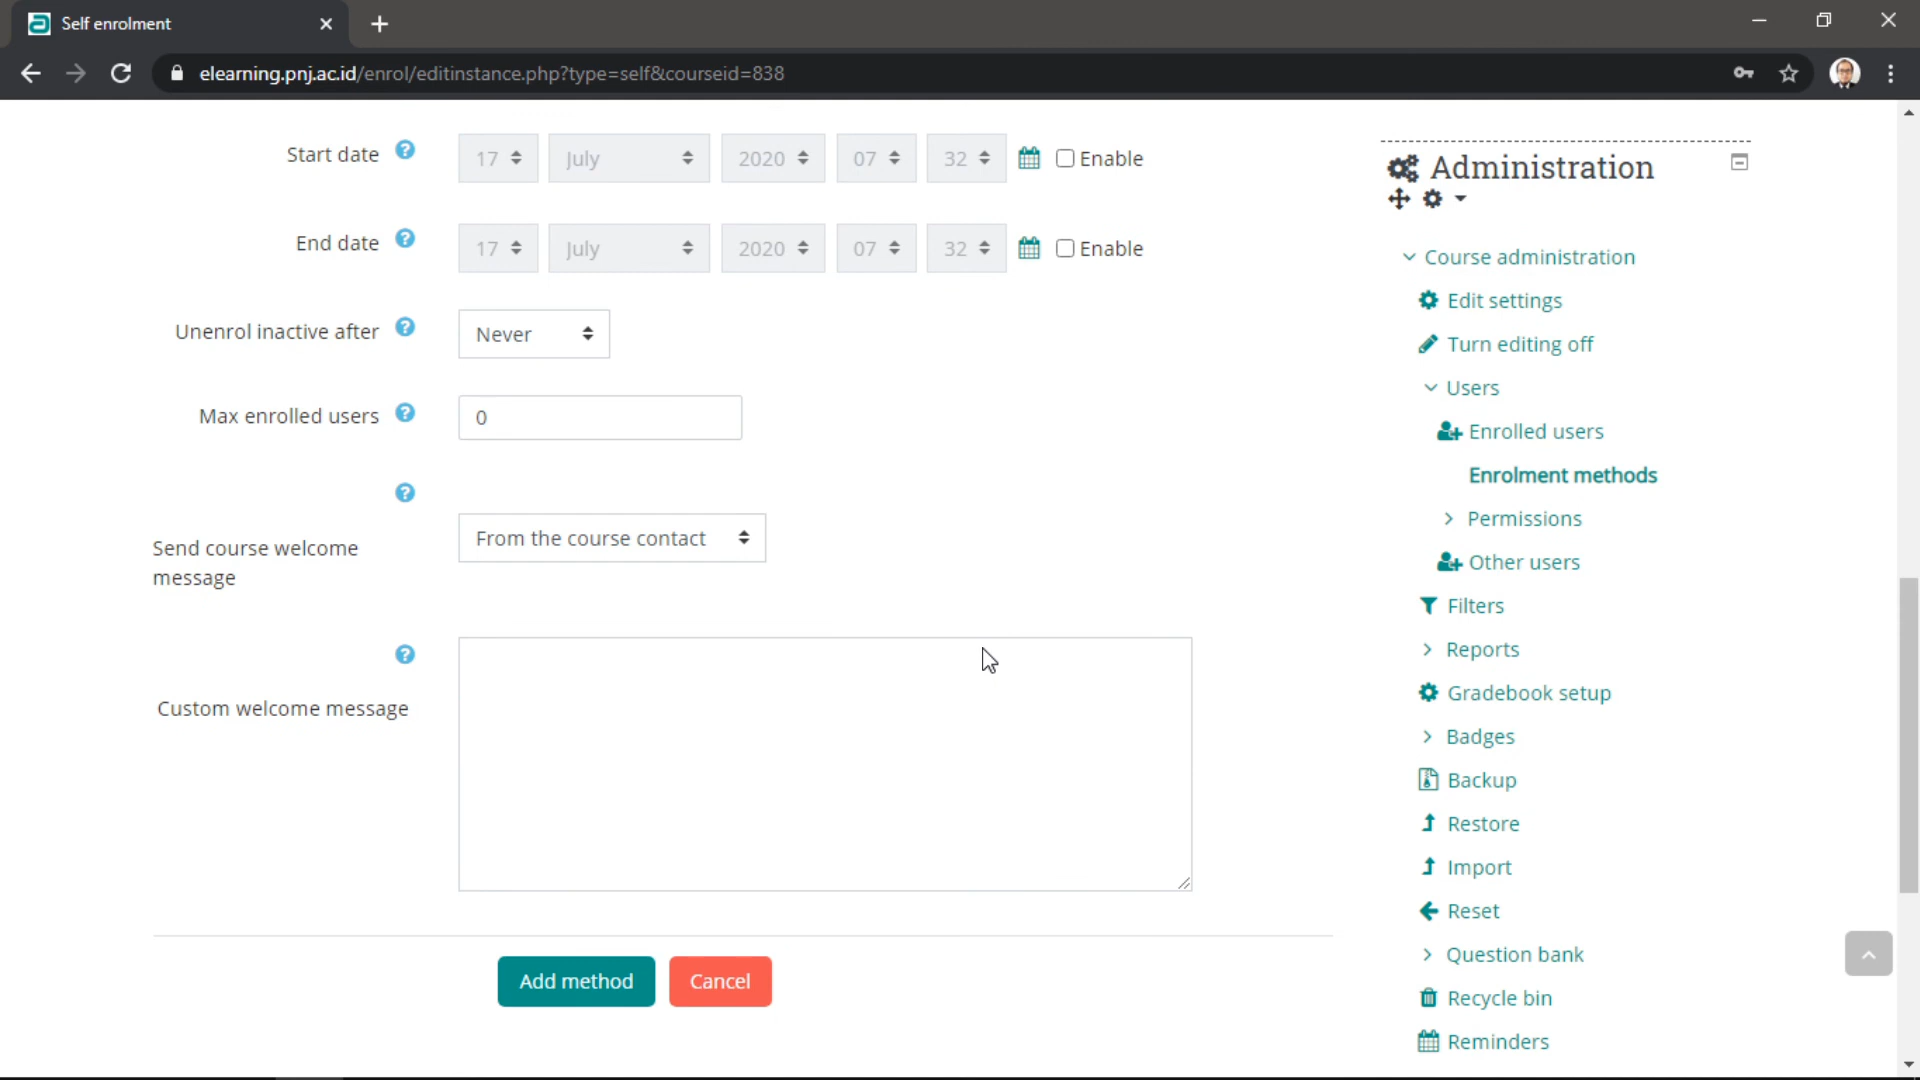 Self enrolment
elearning.pnj.ac.id/enrol/editinstance.php?type=self&courseid=838
Start date
17 July 2020 07 32 Enable
End date
17 July 2020 07 32 Enable
Unenrol inactive after
Never
Max enrolled users
0
Send course welcome
message
From the course contact
Custom welcome message
Add method
Cancel
Administration
Course administration
Edit settings
Turn editing off
Users
Enrolled users
Enrolment methods
Permissions
Other users
Filters
Reports
Gradebook setup
Badges
Backup
Restore
Import
Reset
Question bank
Recycle bin
Reminders